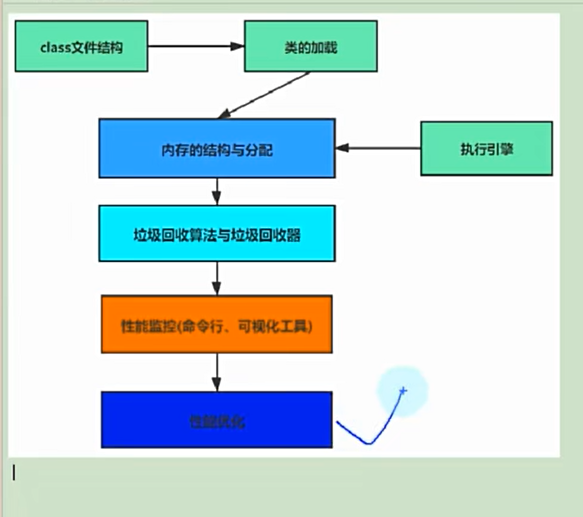 class文件结构
类的加载
内存的结构与分配
执行引擎
垃圾回收算法与垃圾回收器
性能监控(命令行、可视化工具)
性能优化